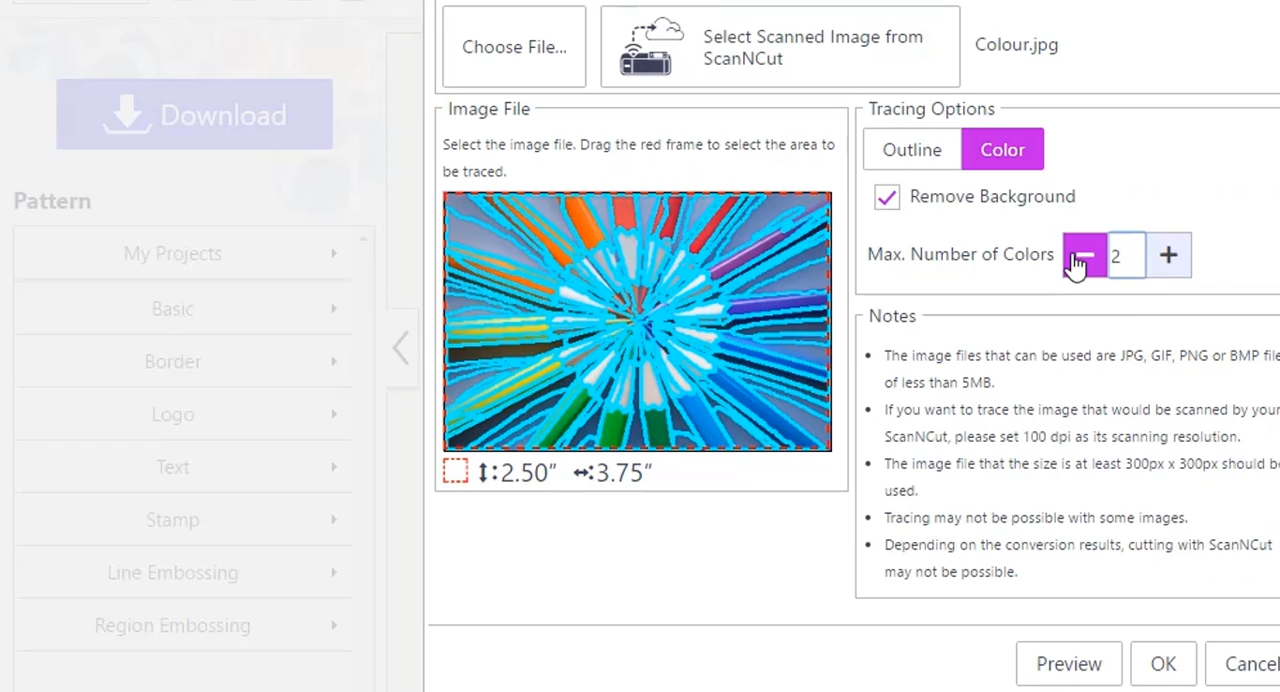 Choose File...
Select Scanned Image from
ScanNCut
Colour.jpg
Download
Pattern
My Projects
Basic
Border
Logo
Text
Stamp
Line Embossing
Region Embossing
Image File
Select the image file. Drag the red frame to select the area to
be traced.
2.50" 3.75"
Tracing Options
Outline Color
Remove Background
Max. Number of Colors − 2 +
Notes
• The image files that can be used are JPG, GIF, PNG or BMP file
of less than 5MB.
• If you want to trace the image that would be scanned by your
ScanNCut, please set 100 dpi as its scanning resolution.
• The image file that the size is at least 300px x 300px should be
used.
• Tracing may not be possible with some images.
• Depending on the conversion results, cutting with ScanNCut
may not be possible.
Preview OK Cancel